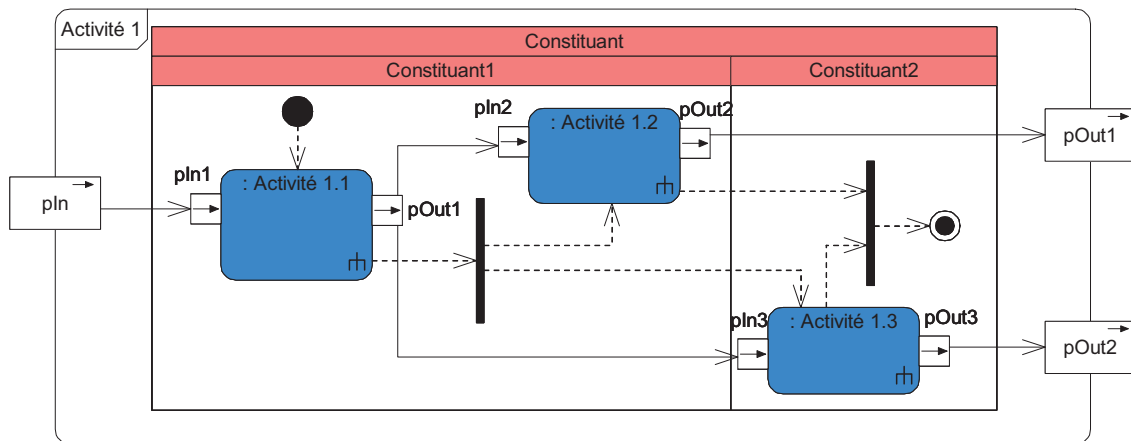 Activité 1
Constituant
Constituant1
Constituant2
pIn2
pOut2
: Activité 1.2
pOut1
pIn1
: Activité 1.1
pIn
pOut1
pIn3
: Activité 1.3
pOut3
pOut2